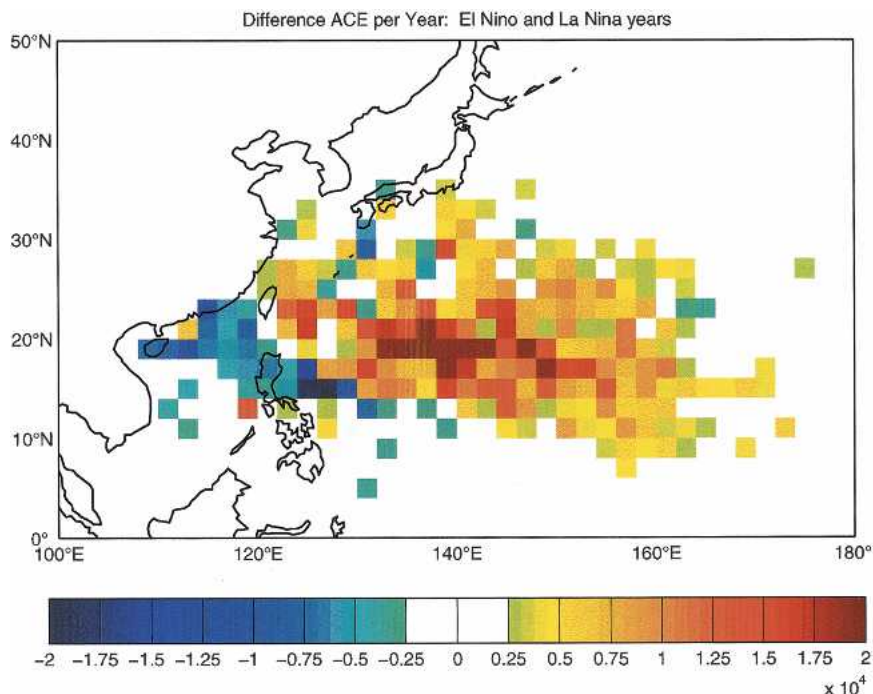 Difference ACE per Year: El Nino and La Nina years
50°N
40°N
30°N
20°N
10°N
0°
100°E 120°E 140°E 160°E 180°
−2 −1.75 −1.5 −1.25 −1 −0.75 −0.5 −0.25 0 0.25 0.5 0.75 1 1.25 1.5 1.75 2
x 10⁴